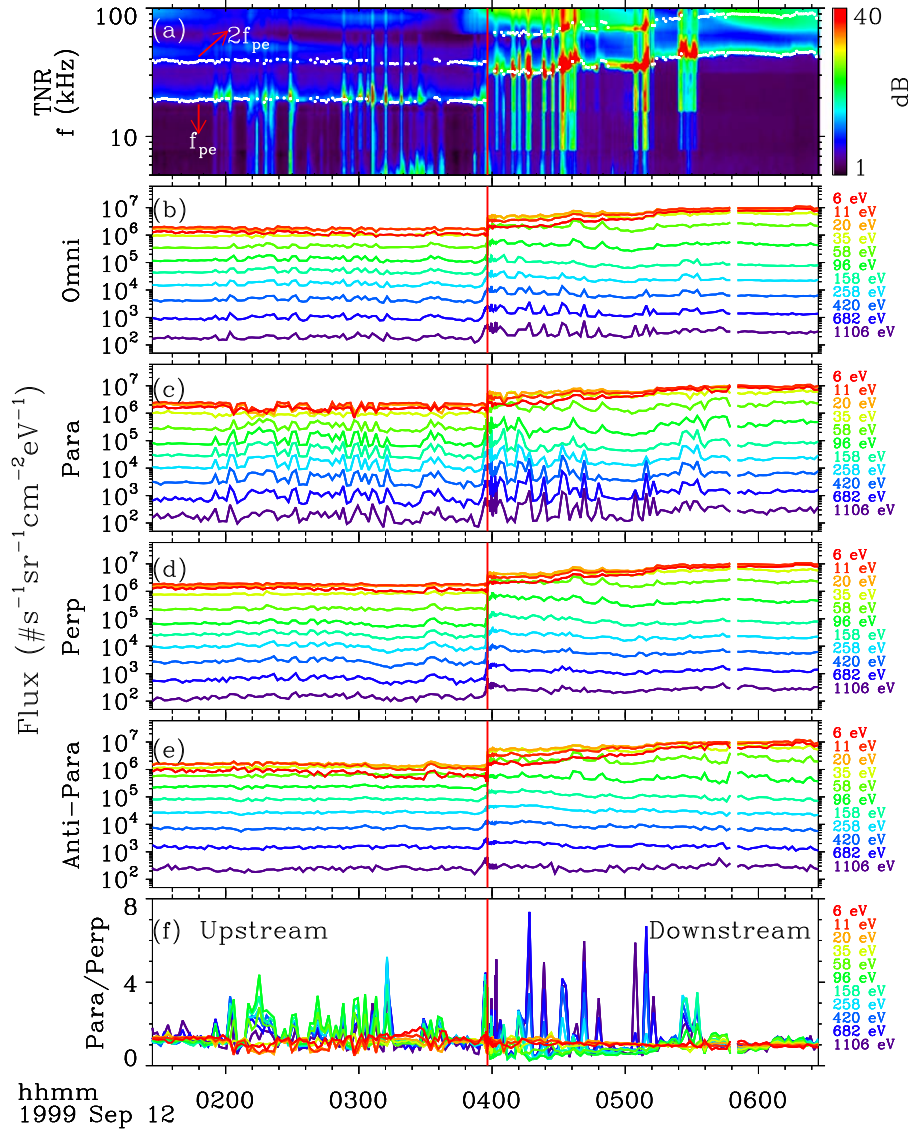 100
(a)
2f_pe
TNR
f (kHz)
10
f_pe
40
dB
1
(b)
Omni
10^7
10^6
10^5
10^4
10^3
10^2
6 eV
11 eV
20 eV
35 eV
58 eV
96 eV
158 eV
258 eV
420 eV
682 eV
1106 eV
Flux (#s^−1sr^−1cm^−2eV^−1)
(c)
Para
10^7
10^6
10^5
10^4
10^3
10^2
6 eV
11 eV
20 eV
35 eV
58 eV
96 eV
158 eV
258 eV
420 eV
682 eV
1106 eV
(d)
Perp
10^7
10^6
10^5
10^4
10^3
10^2
6 eV
11 eV
20 eV
35 eV
58 eV
96 eV
158 eV
258 eV
420 eV
682 eV
1106 eV
(e)
Anti−Para
10^7
10^6
10^5
10^4
10^3
10^2
6 eV
11 eV
20 eV
35 eV
58 eV
96 eV
158 eV
258 eV
420 eV
682 eV
1106 eV
(f) Upstream
Downstream
Para/Perp
8
4
0
6 eV
11 eV
20 eV
35 eV
58 eV
96 eV
158 eV
258 eV
420 eV
682 eV
1106 eV
hhmm
1999 Sep 12
0200 0300 0400 0500 0600